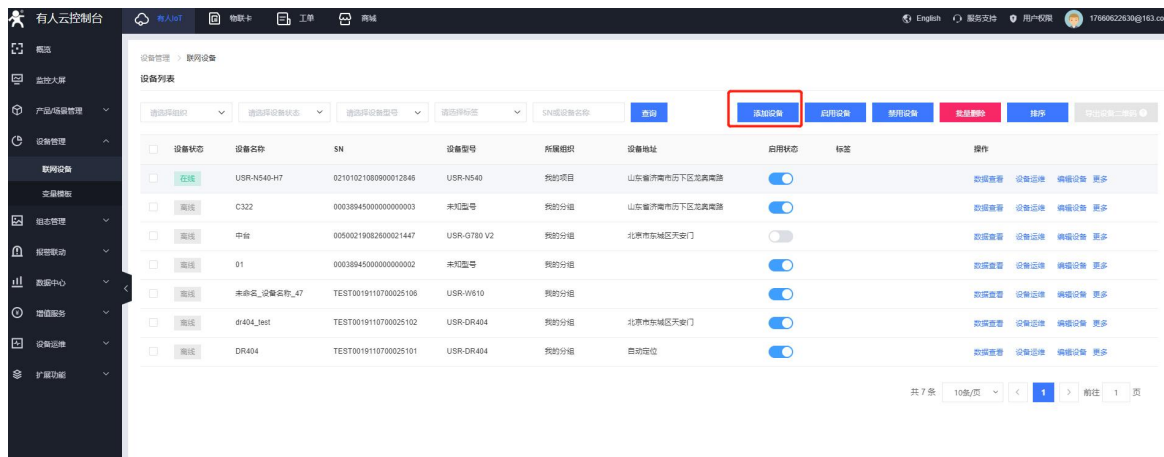 有人云控制台 有人IoT 物联卡 工单 商城 English 服务支持 用户权限 17660622630@163.co
概览
监控大屏
产品/场景管理
设备管理
联网设备
变量模板
组态管理
报警联动
数据中心
增值服务
设备运维
扩展功能
设备管理 > 联网设备
设备列表
请选择组织 请选择设备状态 请选择设备型号 请选择标签 SN或设备名称 查询 添加设备 启用设备 禁用设备 批量删除 排序 导出设备二维码
设备状态 设备名称 SN 设备型号 所属组织 设备地址 启用状态 标签 操作
在线 USR-N540-H7 02101021080900012846 USR-N540 我的项目 山东省济南市历下区龙奥南路 数据查看 设备运维 编辑设备 更多
离线 C322 00038945000000000003 未知型号 我的分组 山东省济南市历下区龙奥南路 数据查看 设备运维 编辑设备 更多
离线 中台 00500219082600021447 USR-G780 V2 我的分组 北京市东城区天安门 数据查看 设备运维 编辑设备 更多
离线 01 00038945000000000002 未知型号 我的分组 数据查看 设备运维 编辑设备 更多
离线 未命名_设备名称_47 TEST0019110700025106 USR-W610 我的分组 数据查看 设备运维 编辑设备 更多
离线 dr404_test TEST0019110700025102 USR-DR404 我的分组 北京市东城区天安门 数据查看 设备运维 编辑设备 更多
离线 DR404 TEST0019110700025101 USR-DR404 我的分组 自动定位 数据查看 设备运维 编辑设备 更多
共 7 条 10条/页 < 1 > 前往 1 页